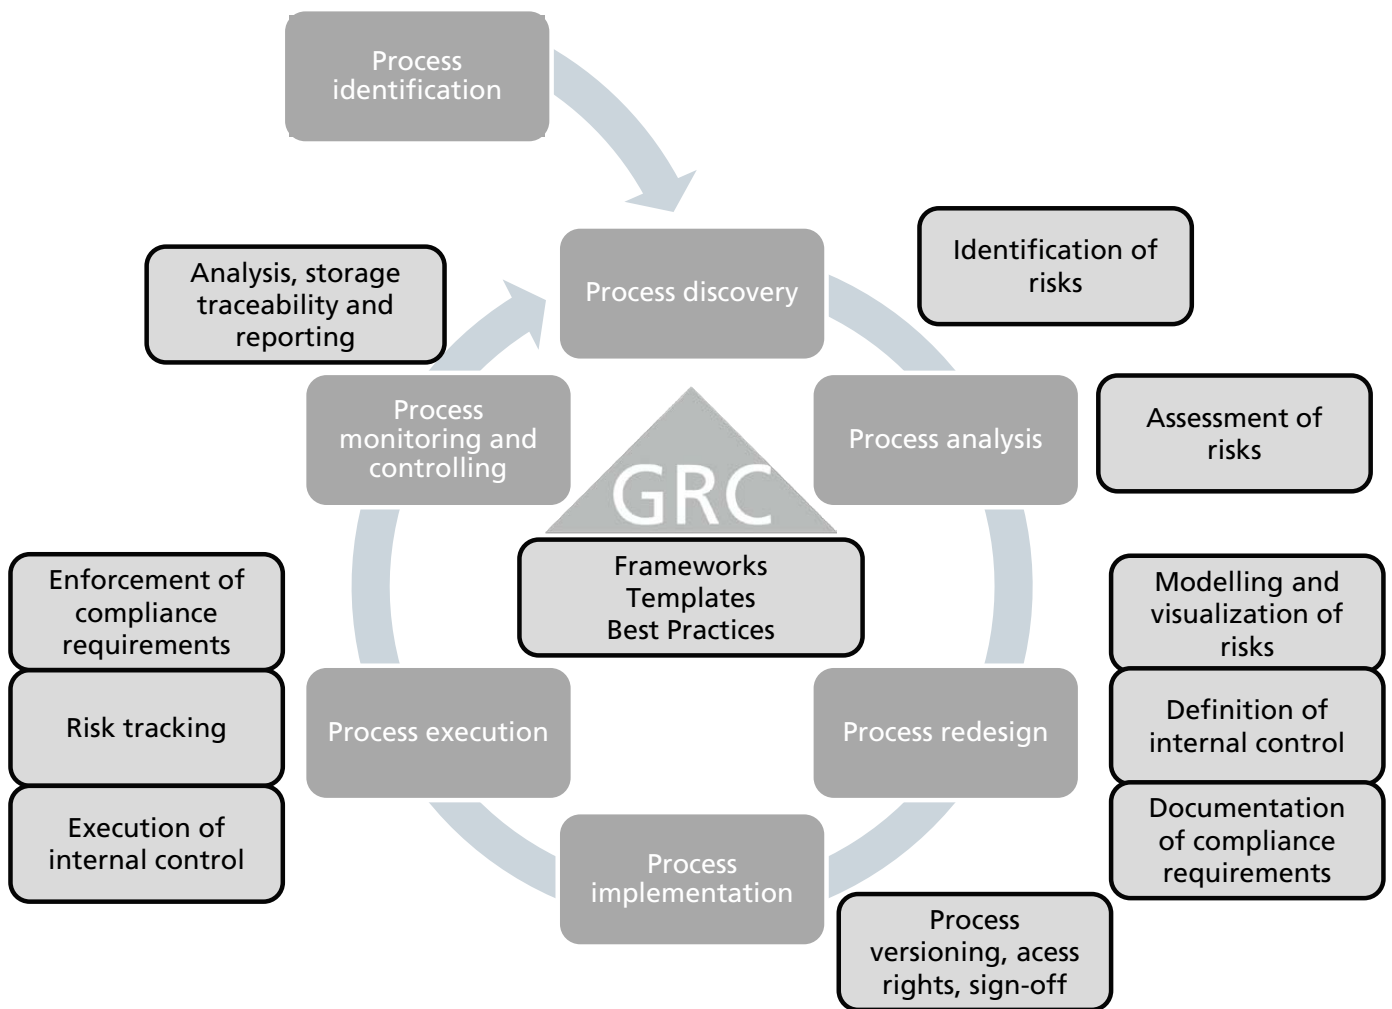 Process
identification
Process discovery
Identification of
risks
Analysis, storage
traceability and
reporting
Process
monitoring and
controlling
Process analysis
Assessment of
risks
GRC
Frameworks
Templates
Best Practices
Enforcement of
compliance
requirements
Risk tracking
Execution of
internal control
Process execution
Process redesign
Modelling and
visualization of
risks
Definition of
internal control
Documentation
of compliance
requirements
Process
implementation
Process
versioning, acess
rights, sign-off